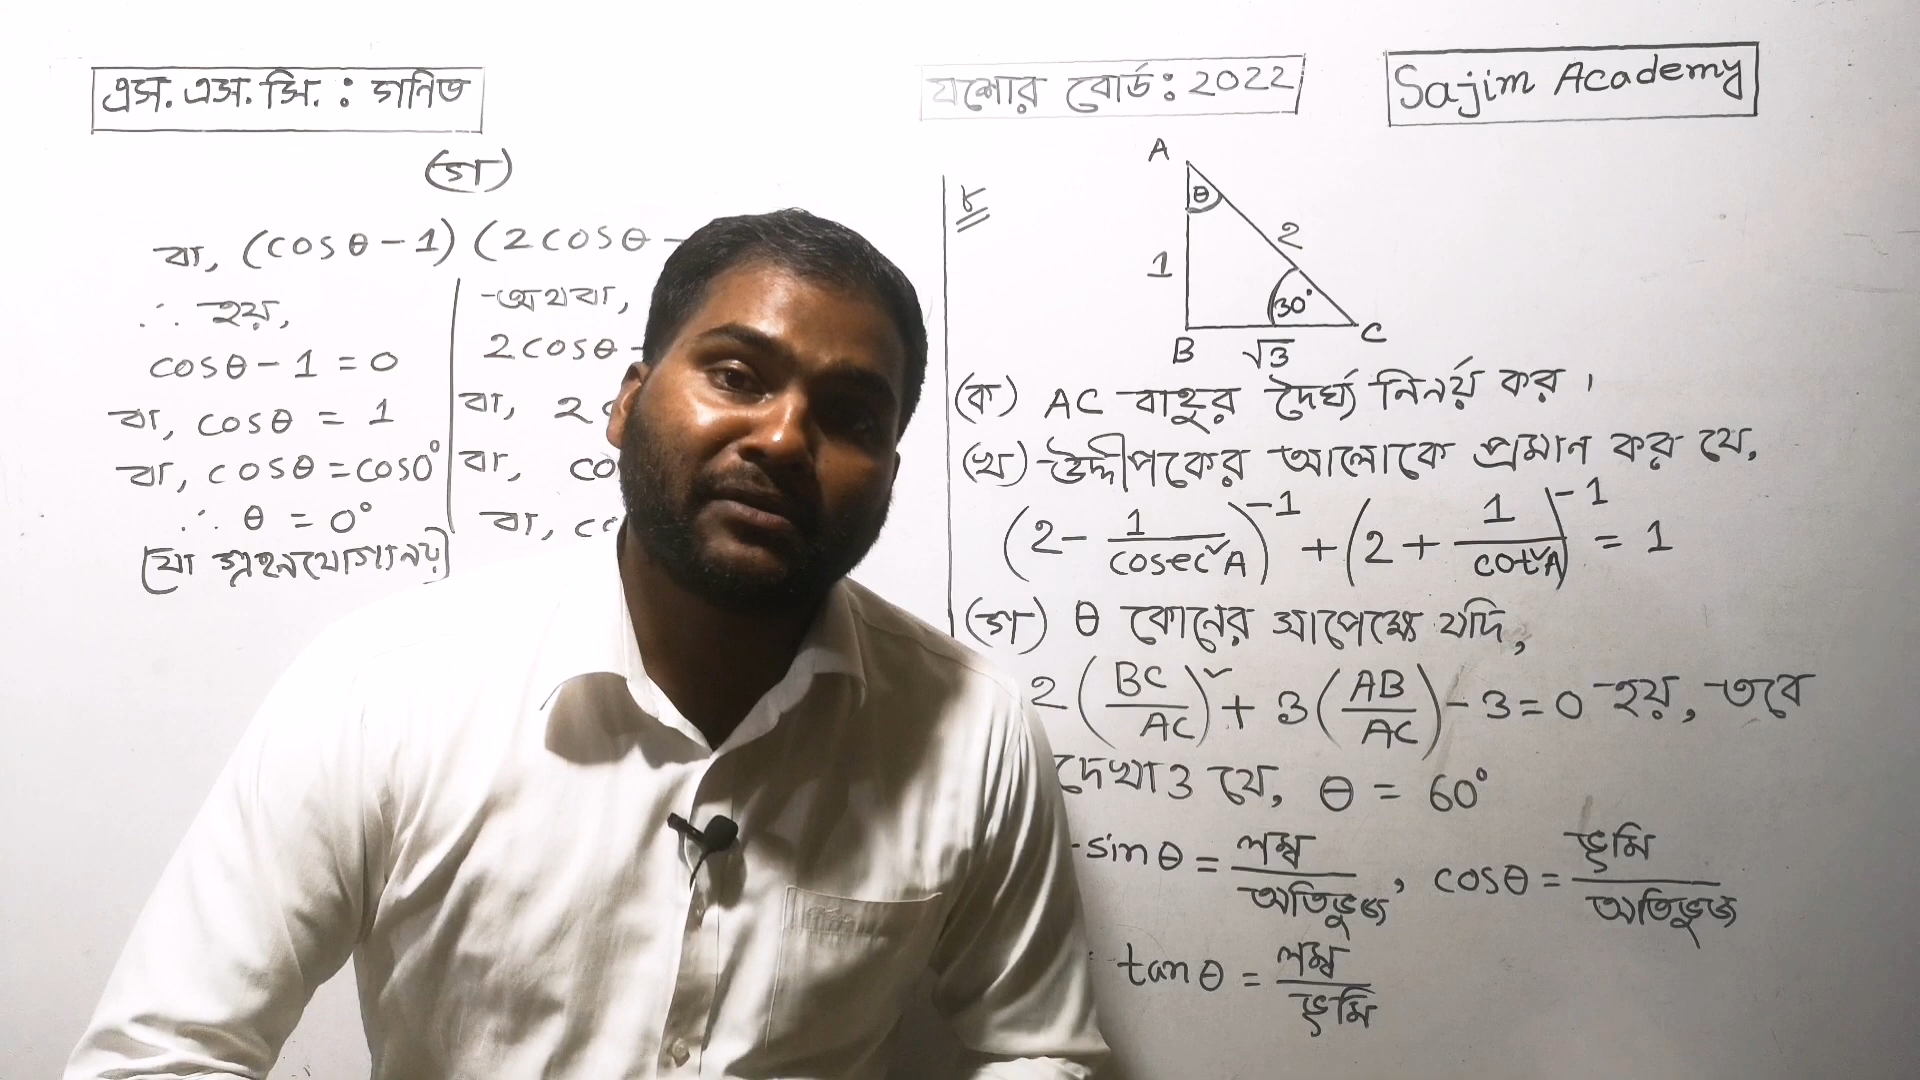 এস. এস. সি. : গনিত
যশোর বোর্ড: 2022
Sajim Academy
(গ)
বা, (cosθ - 1) (2cosθ -
∴ হয়,
cosθ - 1 = 0
বা, cosθ = 1
বা, cosθ = cos0°
∴ θ = 0°
[যা গ্রহনযোগ্য নয়]
অথবা,
2cosθ -
বা, 2c
বা, co
বা, cc
৮
A
θ
2
1
30°
B √3 C
(ক) AC বাহুর দৈর্ঘ্য নির্নয় কর।
(খ) উদ্দীপকের আলোকে প্রমান কর যে,
(2 - 1/cosec²A)⁻¹ + (2 + 1/cot²A)⁻¹ = 1
(গ) θ কোনের সাপেক্ষে যদি,
2(BC/AC)² + 3(AB/AC) - 3 = 0 হয়, তবে
দেখাও যে, θ = 60°
sinθ = লম্ব/অতিভুজ, cosθ = ভূমি/অতিভুজ
tanθ = লম্ব/ভূমি